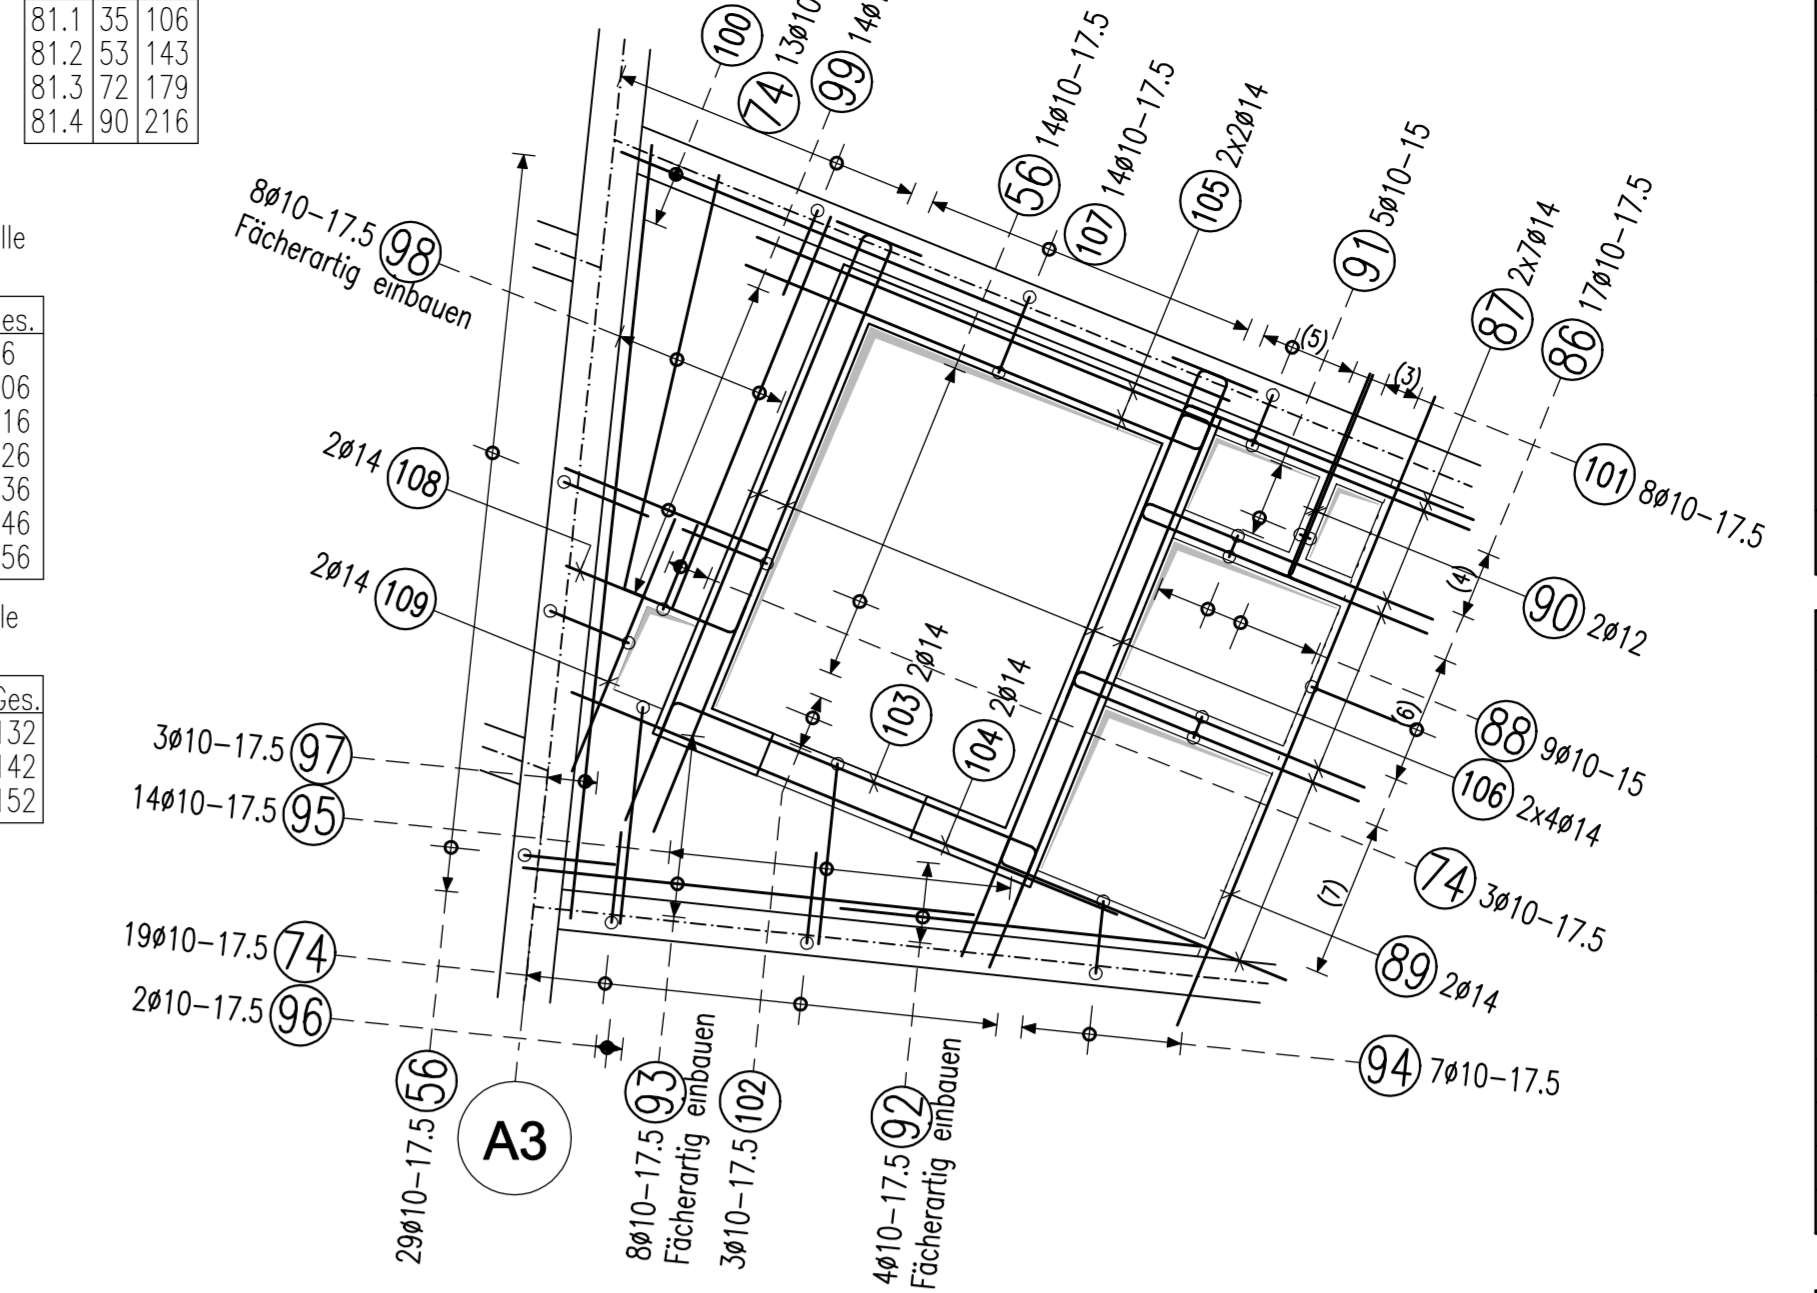 81.1 35 106
81.2 53 143
81.3 72 179
81.4 90 216
lle
es.
6
06
16
26
36
46
56
le
Ges.
132
142
152
100
74 13ø10
99
56 14ø10-17.5
107 14ø10-17.5
105 2x2ø14
91 5ø10-15
87 2x7ø14
86 17ø10-17.5
8ø10-17.5 98
Fächerartig einbauen
(5)
(3)
101 8ø10-17.5
2ø14 108
(4)
90 2ø12
2ø14 109
103 2ø14
104 2ø14
(6)
88 9ø10-15
106 2x4ø14
3ø10-17.5 97
14ø10-17.5 95
74 3ø10-17.5
(7)
89 2ø14
19ø10-17.5 74
2ø10-17.5 96
94 7ø10-17.5
29ø10-17.5 56
A3
8ø10-17.5 93
Fächerartig einbauen
3ø10-17.5 102
4ø10-17.5 92
Fächerartig einbauen